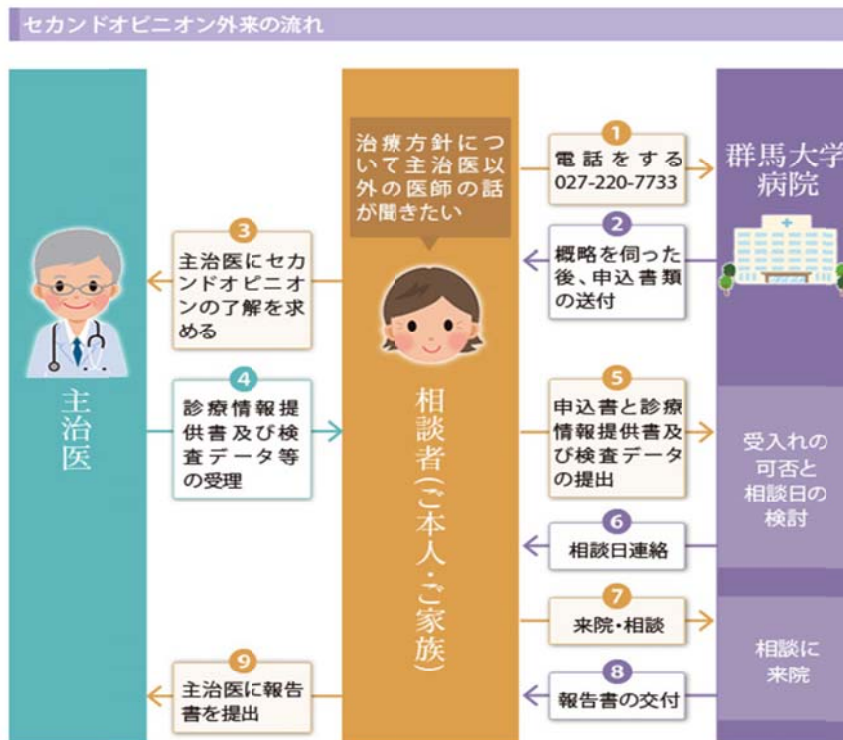 セカンドオピニオン外来の流れ
治療方針につ
いて主治医以
外の医師の話
が聞きたい
1
電話をする
027-220-7733
群馬大学
病院
2
概略を伺った
後、申込書類
の送付
3
主治医にセカ
ンドオピニオ
ンの了解を求
める
主治医
4
診療情報提
供書及び検
査データ等
の受理
相談者(ご本人・ご家族)
5
申込書と診療
情報提供書及
び検査データ
の提出
受入れの
可否と
相談日の
検討
6
相談日連絡
7
来院・相談
相談に
来院
8
報告書の交付
9
主治医に報告
書を提出